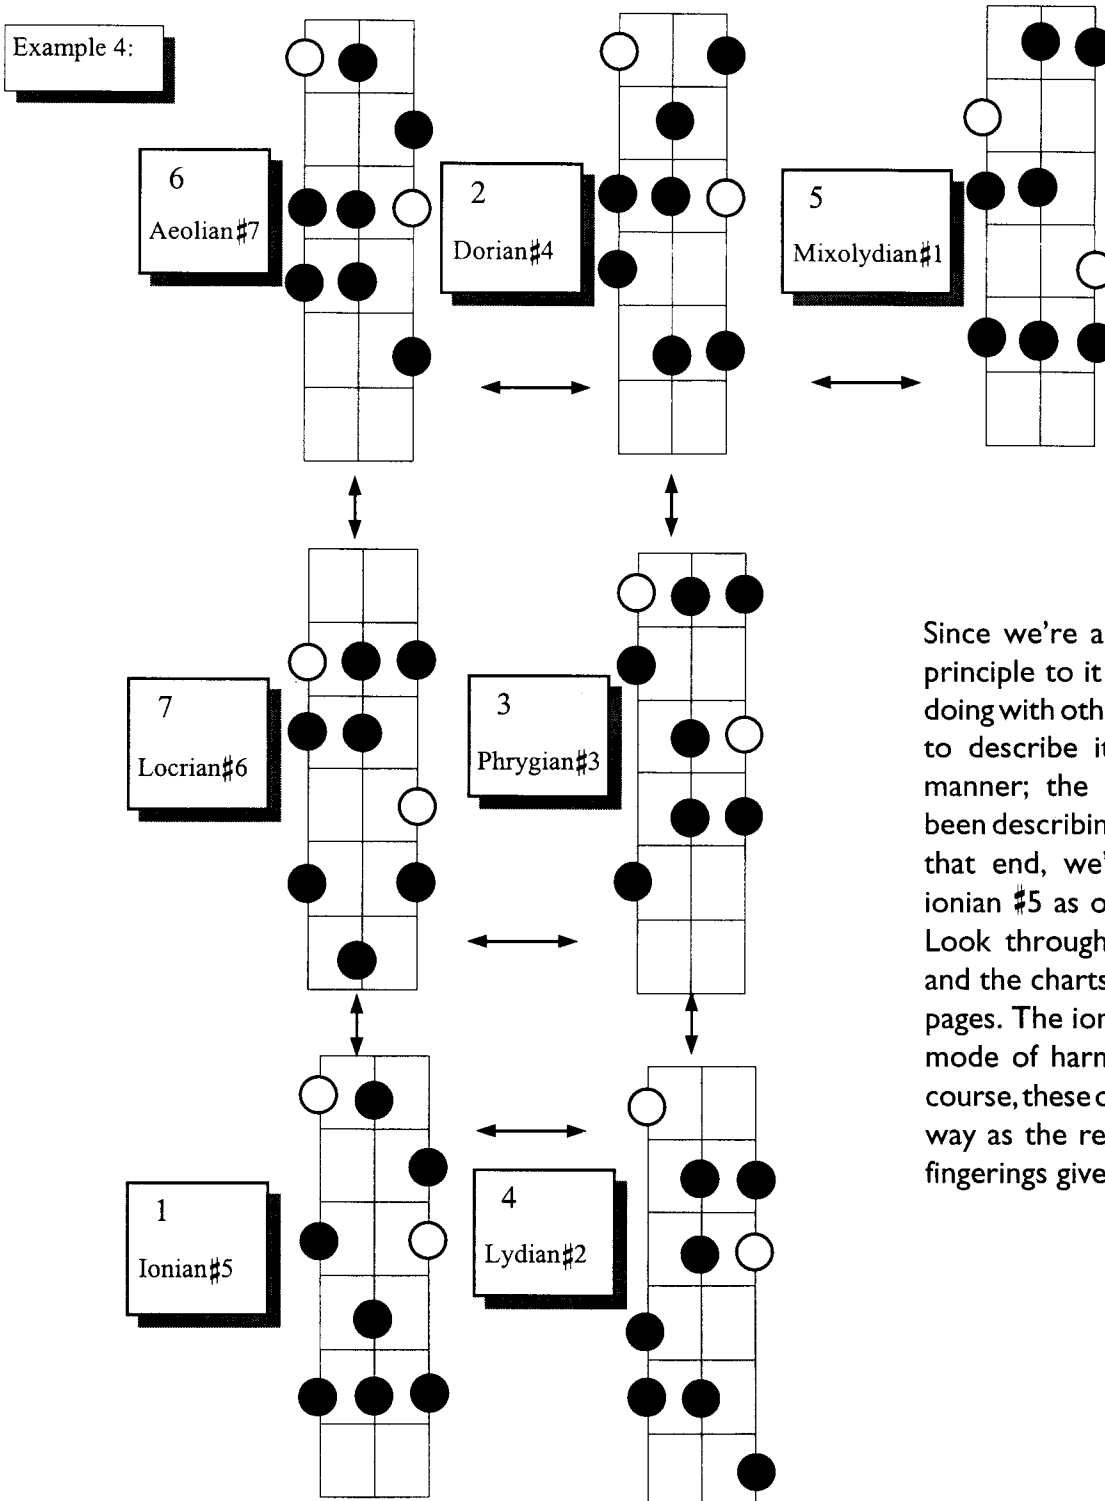 Example 4:
6
Aeolian♯7
2
Dorian♯4
5
Mixolydian♯1
7
Locrian♯6
3
Phrygian♯3
1
Ionian♯5
4
Lydian♯2
Since we're a
principle to it
doing with oth
to describe it
manner; the
been describin
that end, we'
ionian ♯5 as o
Look through
and the charts
pages. The ion
mode of harn
course, these c
way as the re
fingerings give